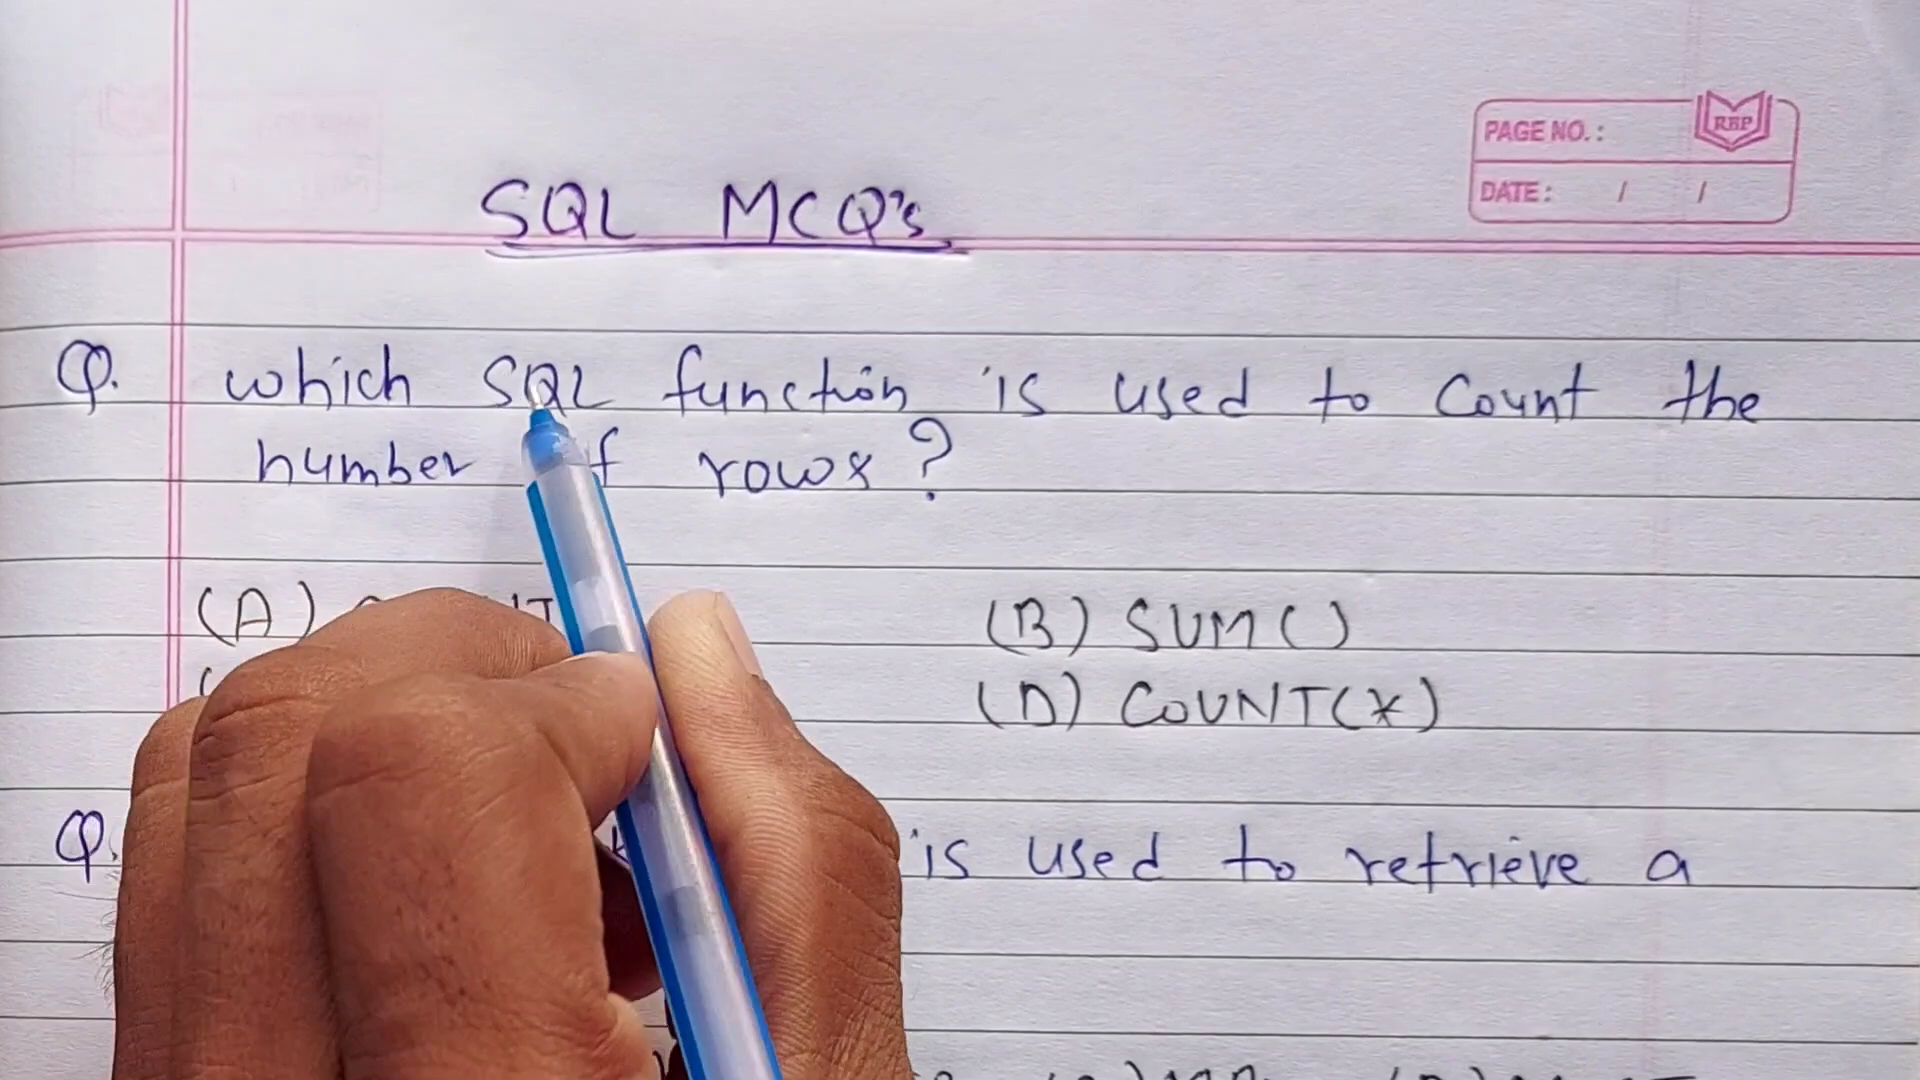 PAGE NO. :
RBP
DATE : / /
SQL MCQ's
Q. which SQL function is used to count the
number of rows?
(A)
(B) SUM()
(D) COUNT(*)
Q. is used to retrieve a